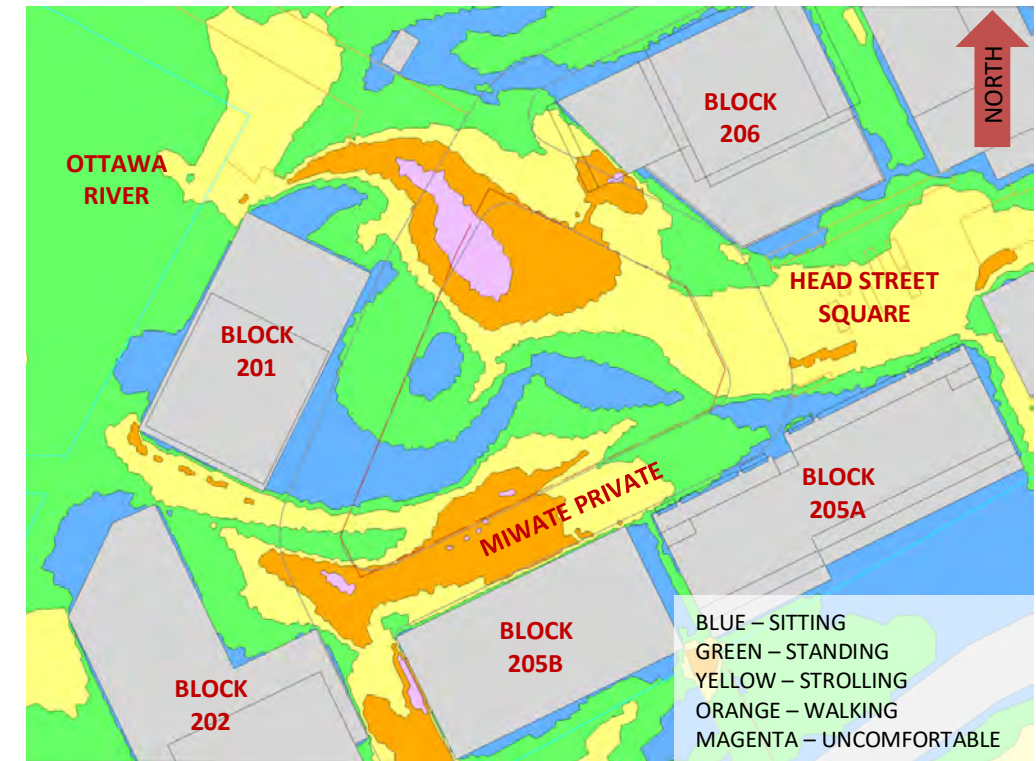 NORTH
BLOCK
206
OTTAWA
RIVER
HEAD STREET
SQUARE
BLOCK
201
BLOCK
205A
MIWATE PRIVATE
BLOCK
205B
BLOCK
202
BLUE – SITTING
GREEN – STANDING
YELLOW – STROLLING
ORANGE – WALKING
MAGENTA – UNCOMFORTABLE